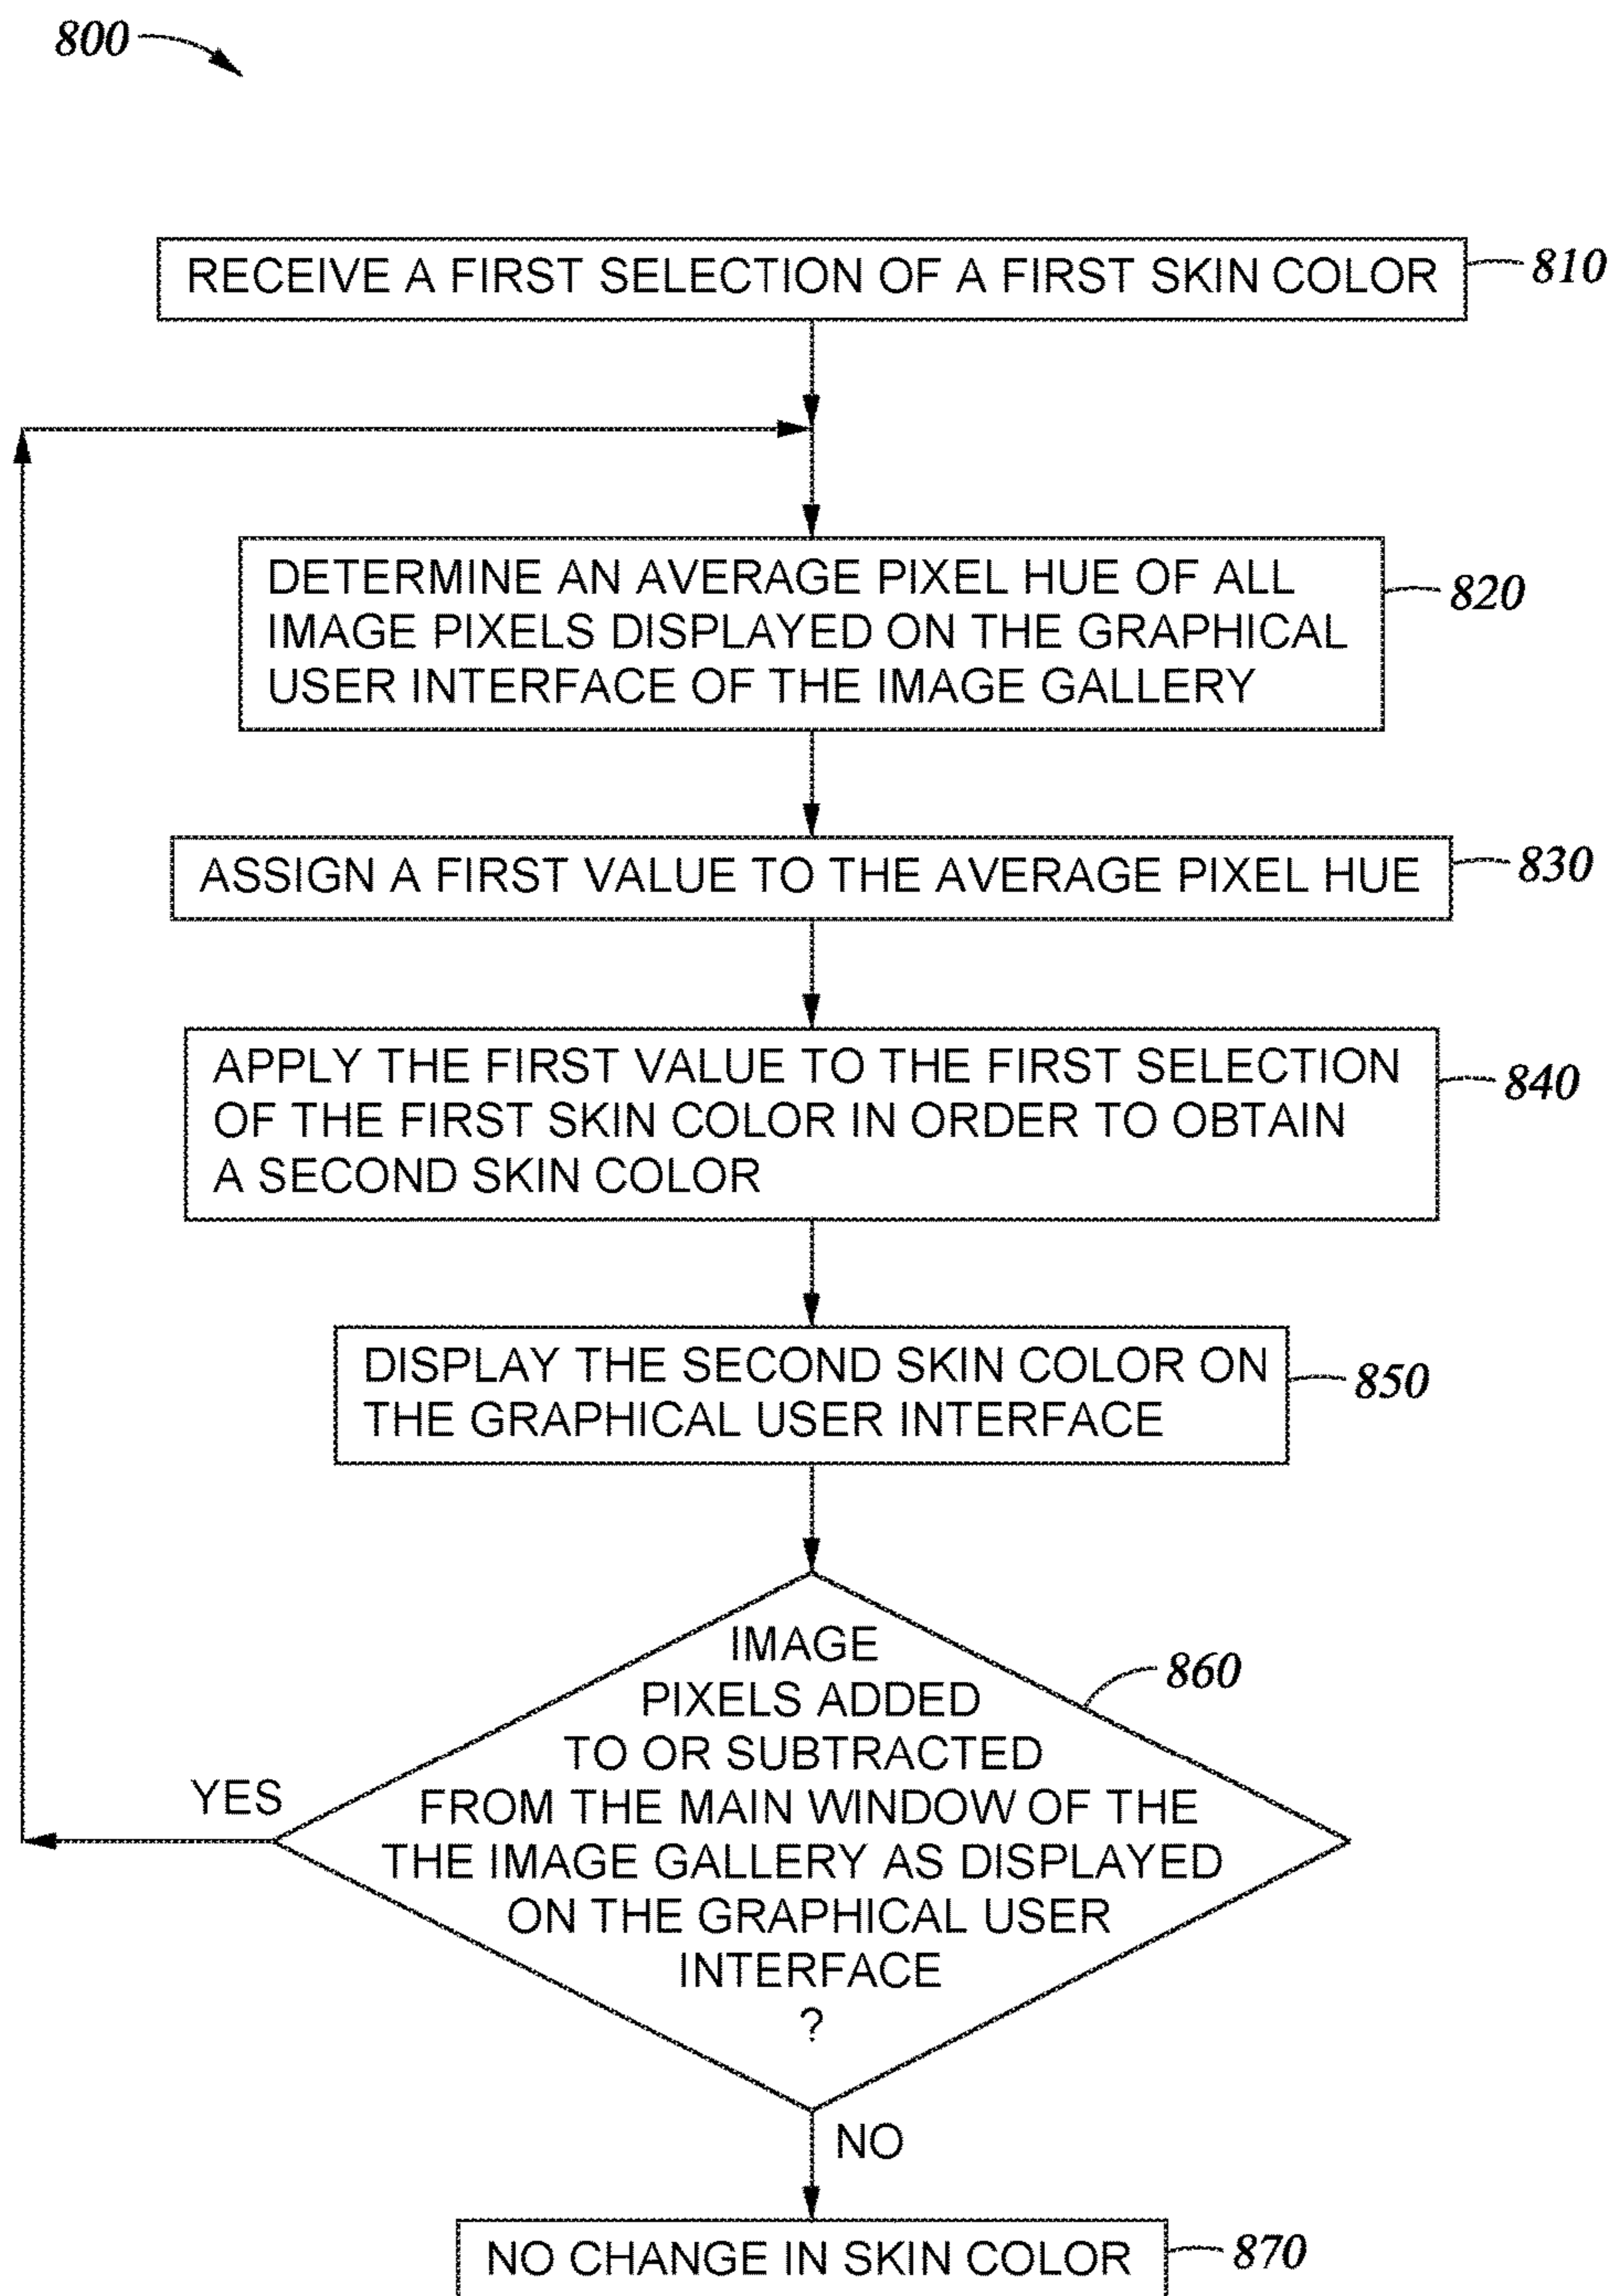 800
RECEIVE A FIRST SELECTION OF A FIRST SKIN COLOR
810
DETERMINE AN AVERAGE PIXEL HUE OF ALL
IMAGE PIXELS DISPLAYED ON THE GRAPHICAL
USER INTERFACE OF THE IMAGE GALLERY
820
ASSIGN A FIRST VALUE TO THE AVERAGE PIXEL HUE
830
APPLY THE FIRST VALUE TO THE FIRST SELECTION
OF THE FIRST SKIN COLOR IN ORDER TO OBTAIN
A SECOND SKIN COLOR
840
DISPLAY THE SECOND SKIN COLOR ON
THE GRAPHICAL USER INTERFACE
850
IMAGE
PIXELS ADDED
TO OR SUBTRACTED
FROM THE MAIN WINDOW OF THE
THE IMAGE GALLERY AS DISPLAYED
ON THE GRAPHICAL USER
INTERFACE
?
860
YES
NO
NO CHANGE IN SKIN COLOR
870